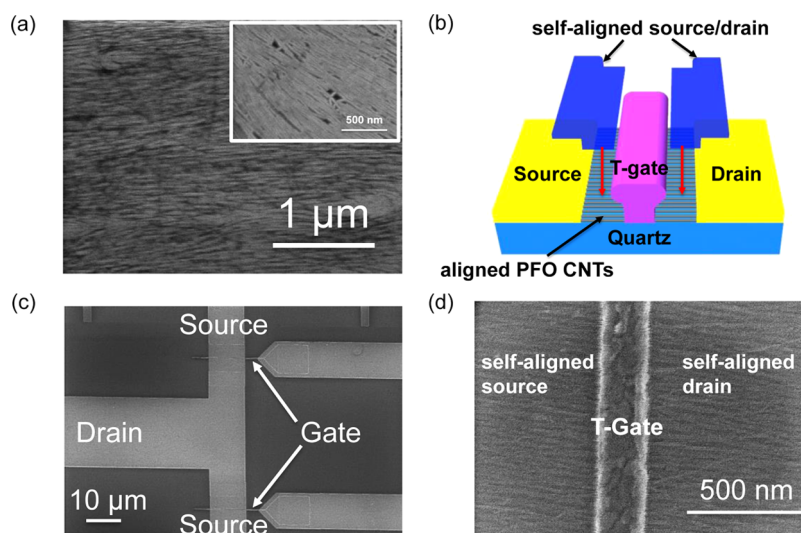 (a)
500 nm
1 μm
(b)
self-aligned source/drain
Source
T-gate
Drain
Quartz
aligned PFO CNTs
(c)
Source
Drain
Gate
10 μm
Source
(d)
self-aligned
source
self-aligned
drain
T-Gate
500 nm